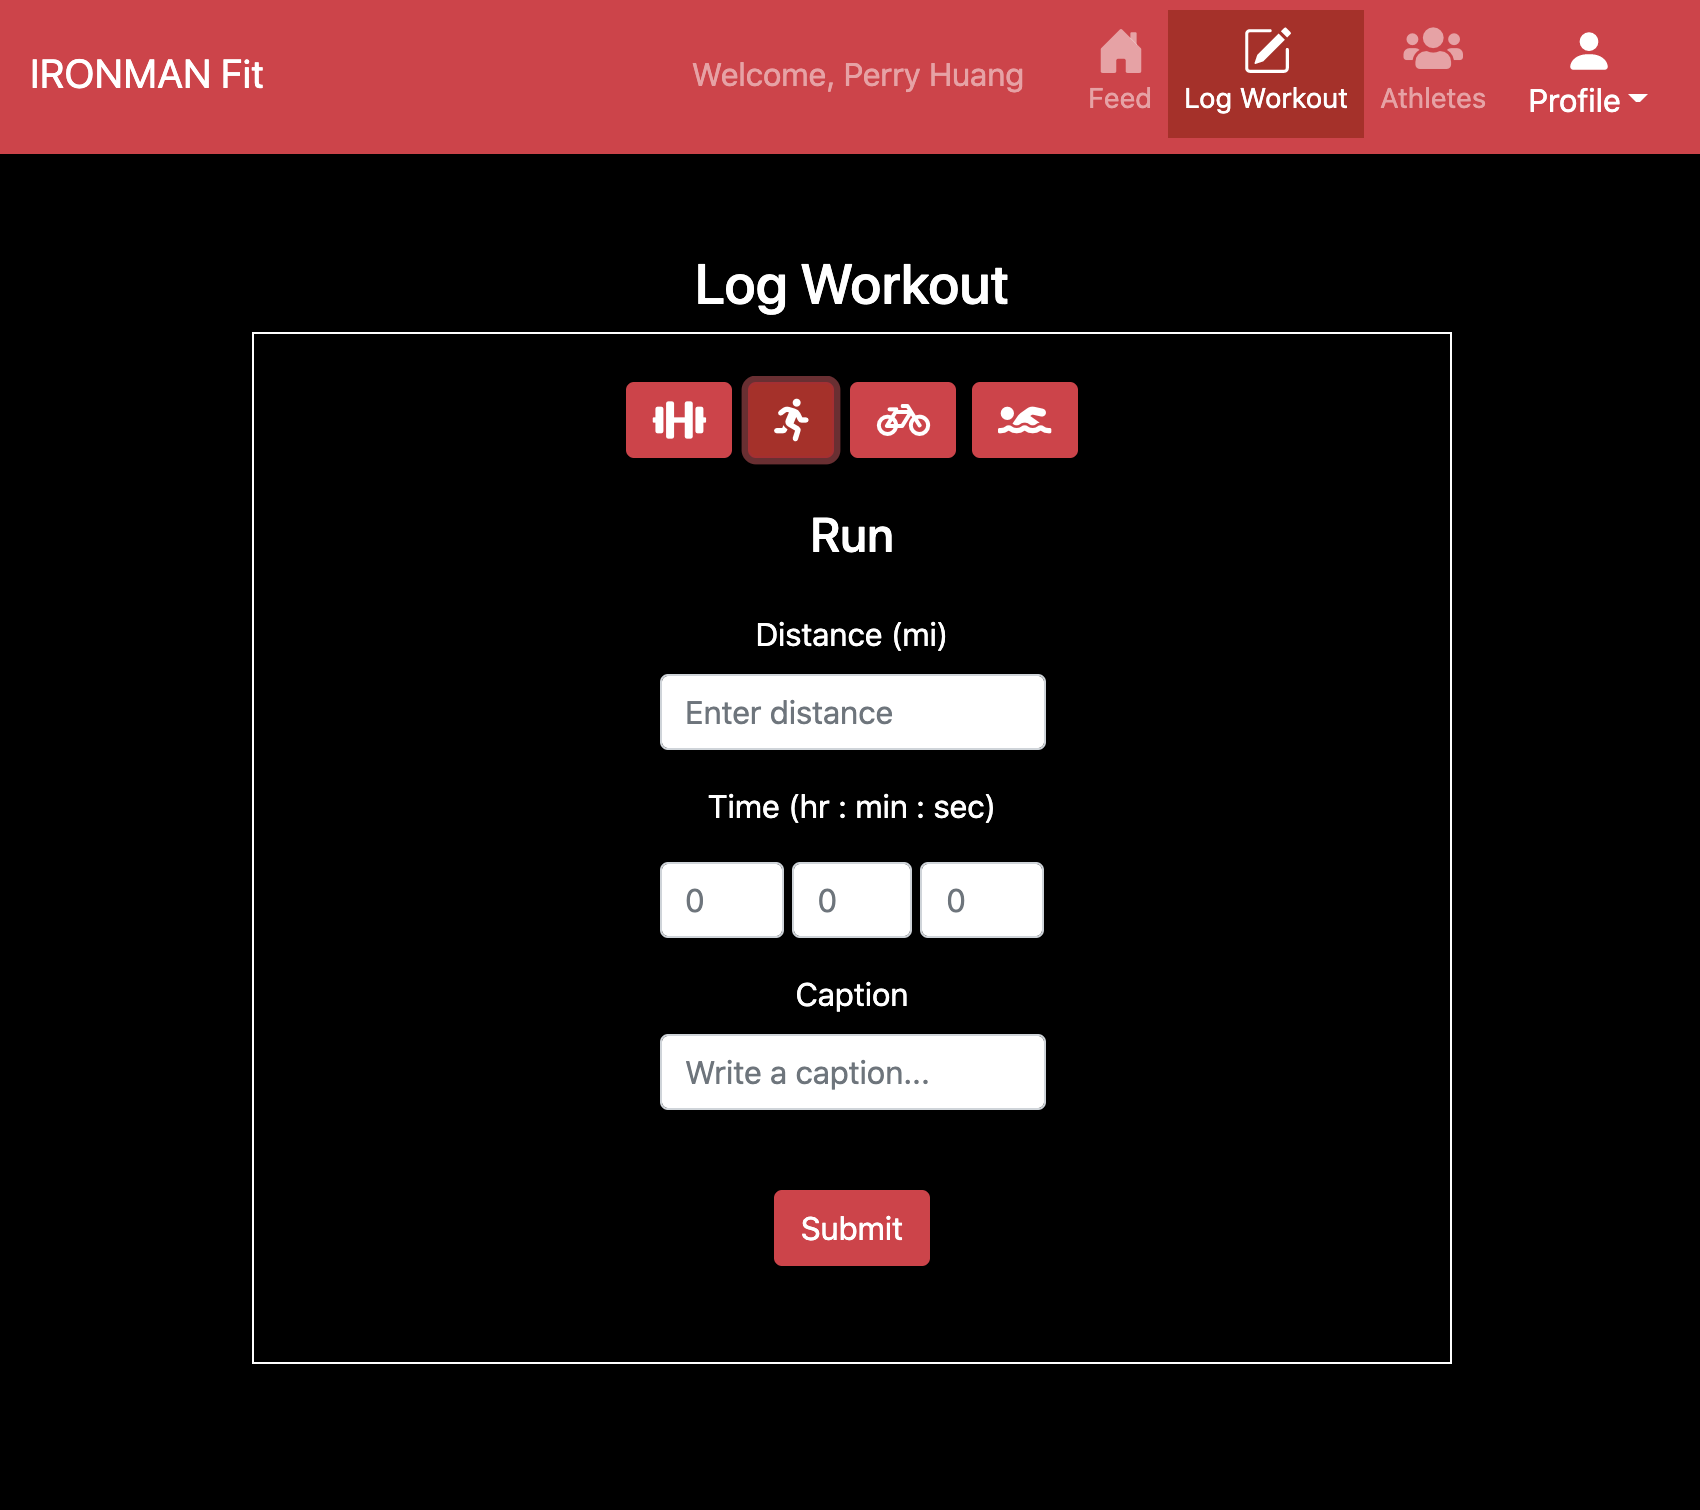 IRONMAN Fit
Welcome, Perry Huang
Feed
Log Workout
Athletes
Profile
Log Workout
Run
Distance (mi)
Enter distance
Time (hr : min : sec)
0 0 0
Caption
Write a caption...
Submit